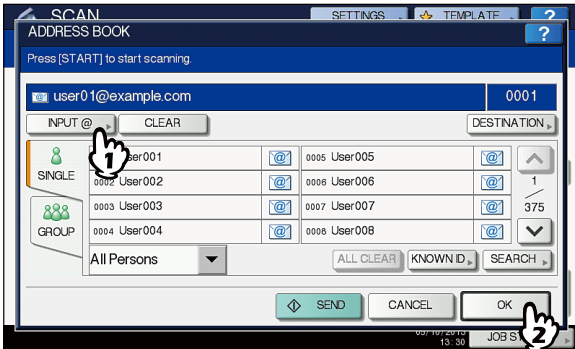 SCAN SETTINGS TEMPLATE ?
ADDRESS BOOK ?
Press [START] to start scanning.
user01@example.com 0001
INPUT @ CLEAR DESTINATION
1
SINGLE
GROUP
ser001 0005 User005
0002 User002 0006 User006
0003 User003 0007 User007
0004 User004 0008 User008
1
375
All Persons ALL CLEAR KNOWN ID SEARCH
SEND CANCEL OK
2
13:30 JOB ST